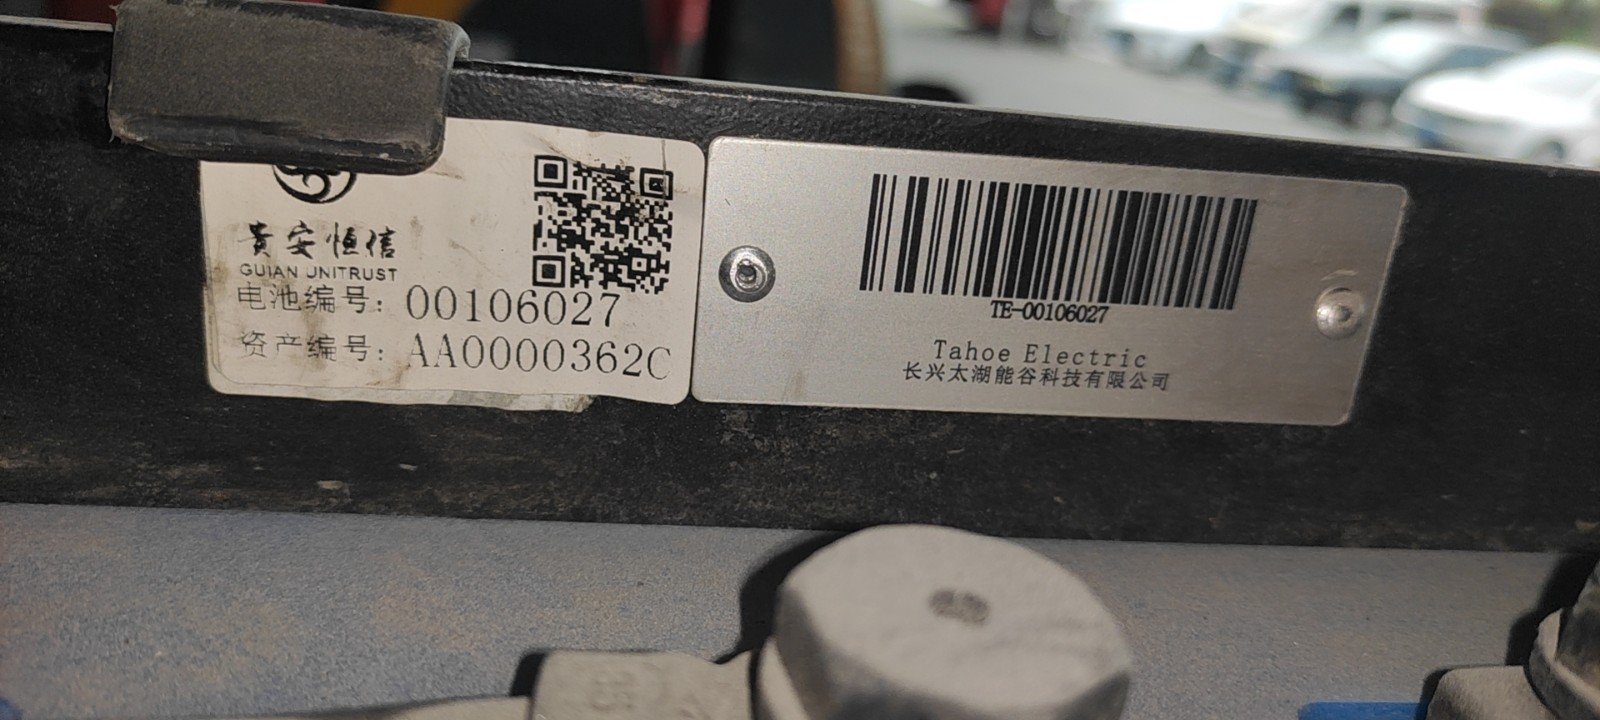 貴安恒信
GUIAN UNITRUST
电池编号: 00106027
资产编号: AA0000362C
TE-00106027
Tahoe Electric
长兴太湖能谷科技有限公司